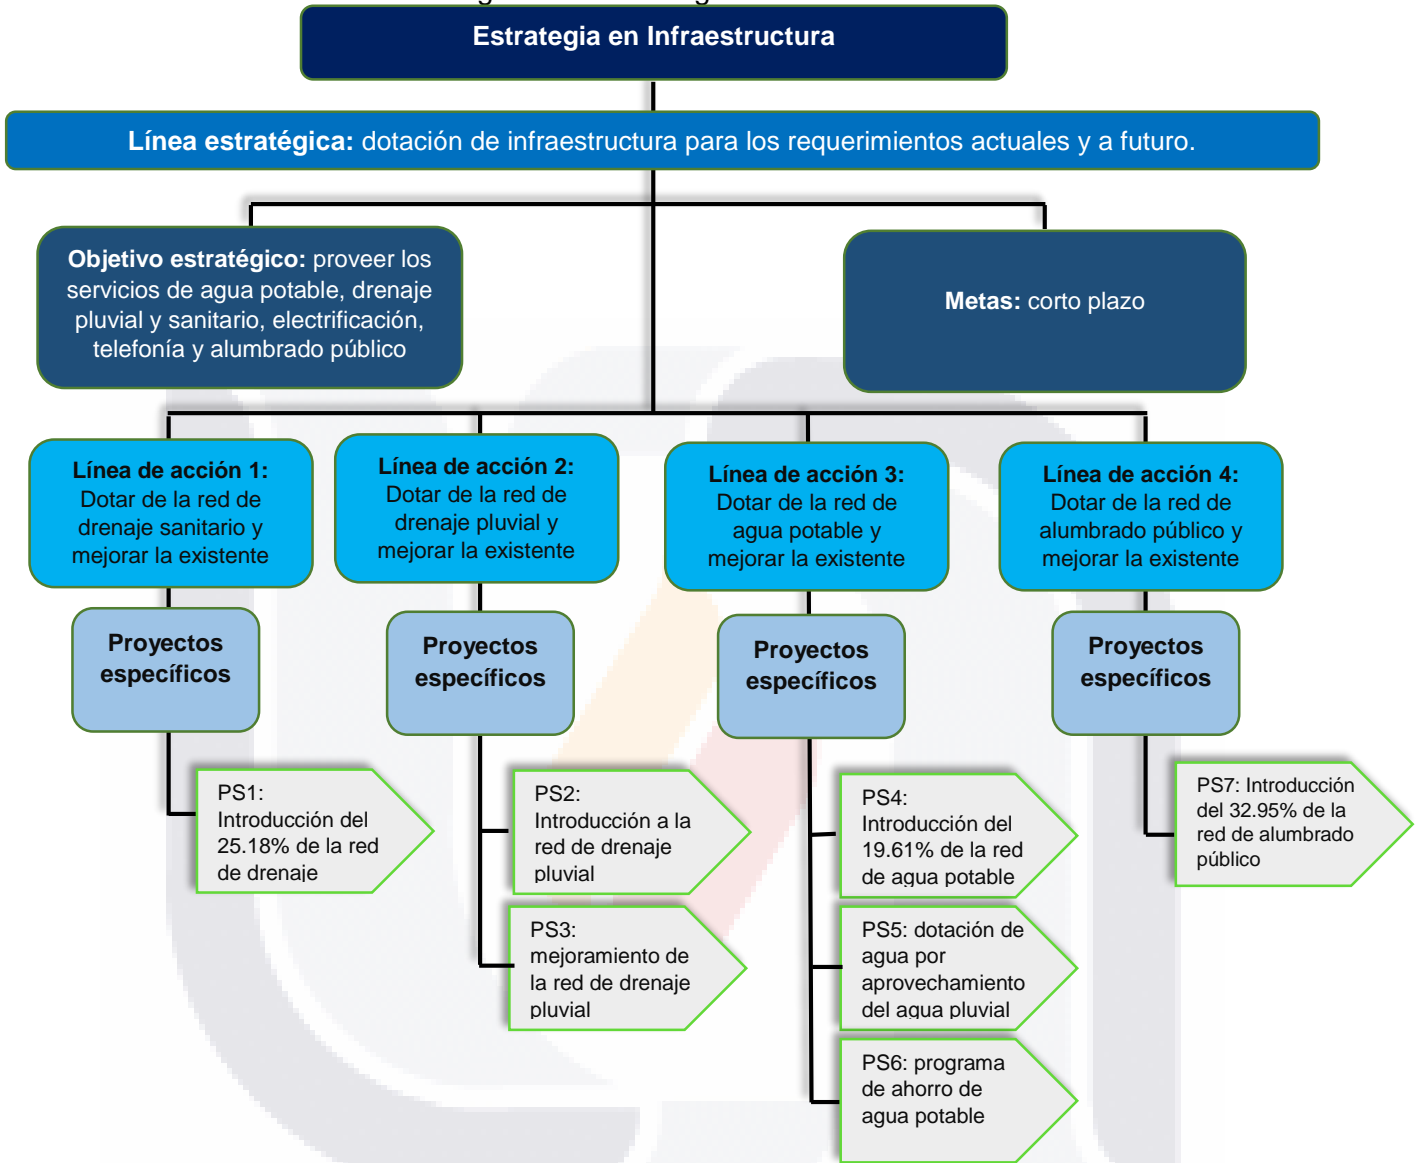 Estrategia en Infraestructura
Línea estratégica: dotación de infraestructura para los requerimientos actuales y a futuro.
Objetivo estratégico: proveer los
servicios de agua potable, drenaje
pluvial y sanitario, electrificación,
telefonía y alumbrado público
Metas: corto plazo
Línea de acción 1:
Dotar de la red de
drenaje sanitario y
mejorar la existente
Línea de acción 2:
Dotar de la red de
drenaje pluvial y
mejorar la existente
Línea de acción 3:
Dotar de la red de
agua potable y
mejorar la existente
Línea de acción 4:
Dotar de la red de
alumbrado público y
mejorar la existente
Proyectos
específicos
Proyectos
específicos
Proyectos
específicos
Proyectos
específicos
PS1:
Introducción del
25.18% de la red
de drenaje
PS2:
Introducción a la
red de drenaje
pluvial
PS3:
mejoramiento de
la red de drenaje
pluvial
PS4:
Introducción del
19.61% de la red
de agua potable
PS5: dotación de
agua por
aprovechamiento
del agua pluvial
PS6: programa
de ahorro de
agua potable
PS7: Introducción
del 32.95% de la
red de alumbrado
público